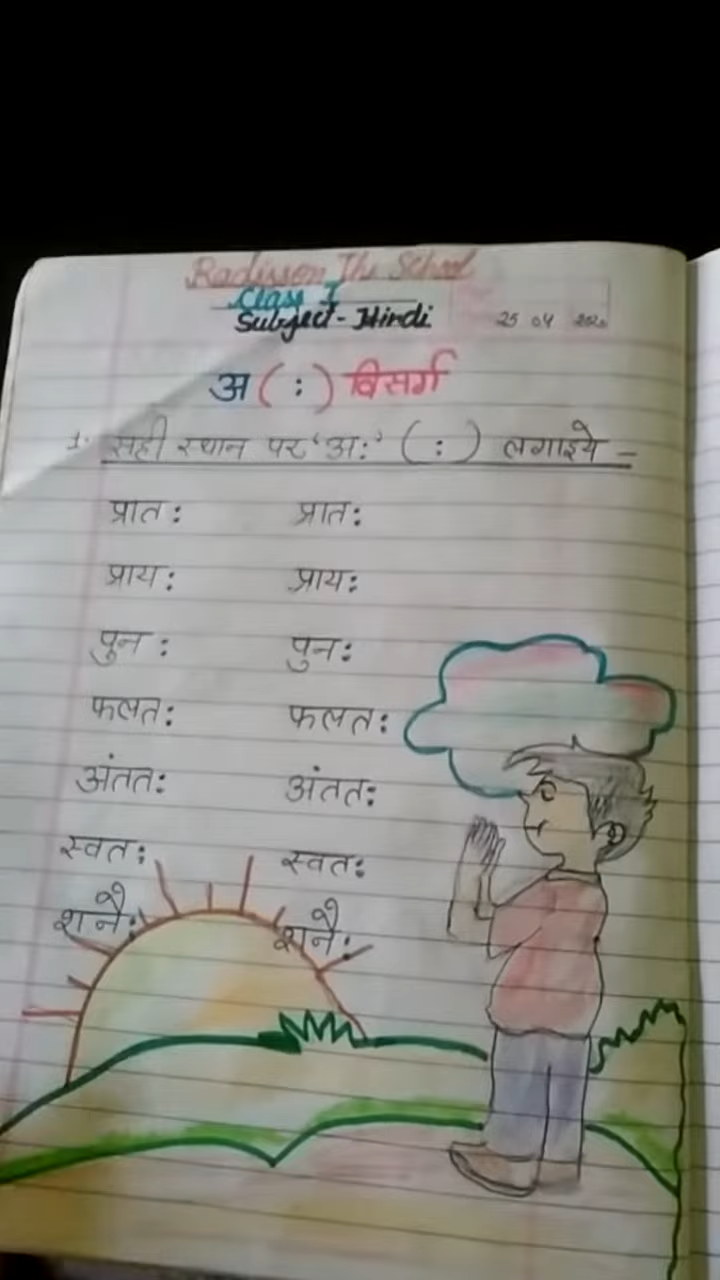 Radisson The School
Class I
Subject - Hindi 25 04 2020
अ ( : ) विसर्ग
1. सही स्थान पर 'अः' ( : ) लगाइये -
प्रात : प्रातः
प्राय : प्रायः
पुन : पुनः
फलतः फलतः
अंततः अंततः
स्वतः स्वतः
शनैः शनैः